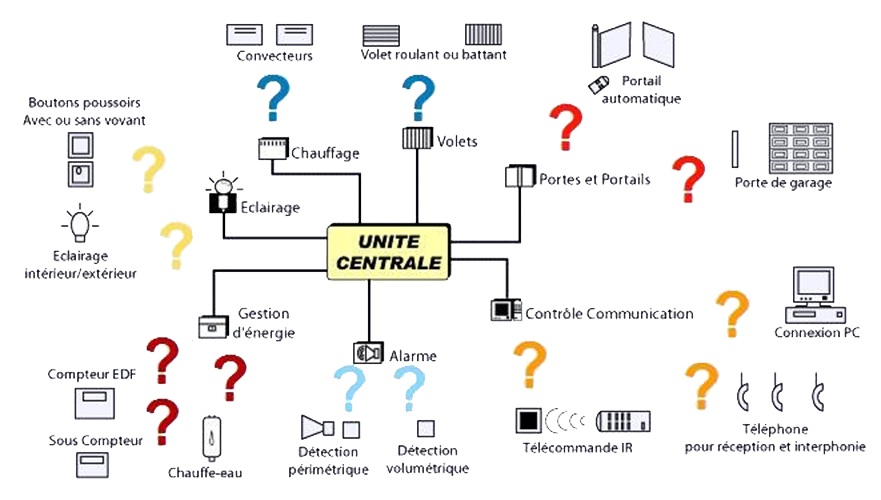 Convecteurs
Volet roulant ou battant
Portail
automatique
Boutons poussoirs
Avec ou sans vovant
Chauffage
Volets
Portes et Portails
Porte de garage
Eclairage
Eclairage
intérieur/extérieur
UNITE
CENTRALE
Gestion
d'énergie
Contrôle Communication
Connexion PC
Alarme
Compteur EDF
Sous Compteur
Chauffe-eau
Détection
périmétrique
Détection
volumétrique
Télécommande IR
Téléphone
pour réception et interphonie
? ? ? ? ? ? ? ? ? ? ? ? ? ?